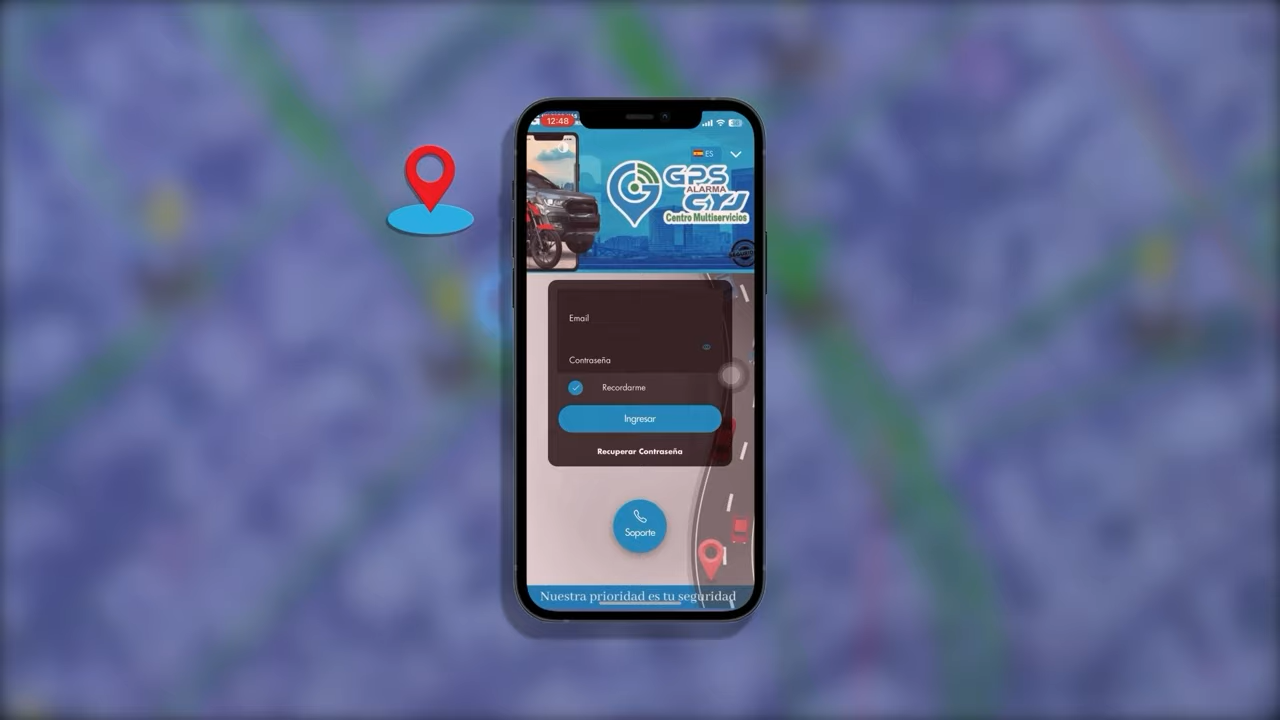 12:48
ES
GPS
ALARMA
CYJ
Centro Multiservicios
Email
Contraseña
Recordarme
Ingresar
Recuperar Contraseña
Soporte
Nuestra prioridad es tu seguridad